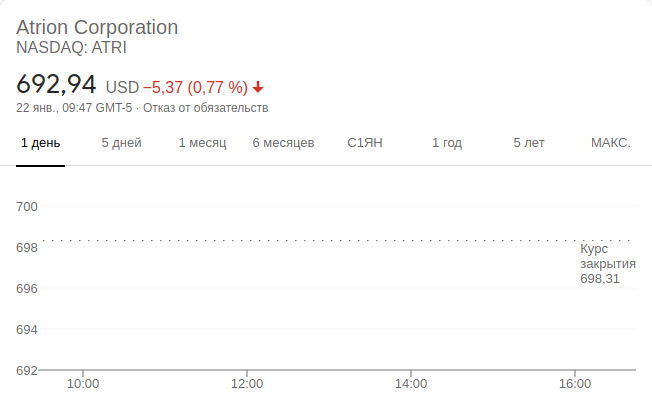 Atrion Corporation
NASDAQ: ATRI
692,94 USD −5,37 (0,77 %)
22 янв., 09:47 GMT-5 · Отказ от обязательств
1 день 5 дней 1 месяц 6 месяцев С1ЯН 1 год 5 лет МАКС.
700
698
Курс
закрытия
698,31
696
694
692
10:00 12:00 14:00 16:00